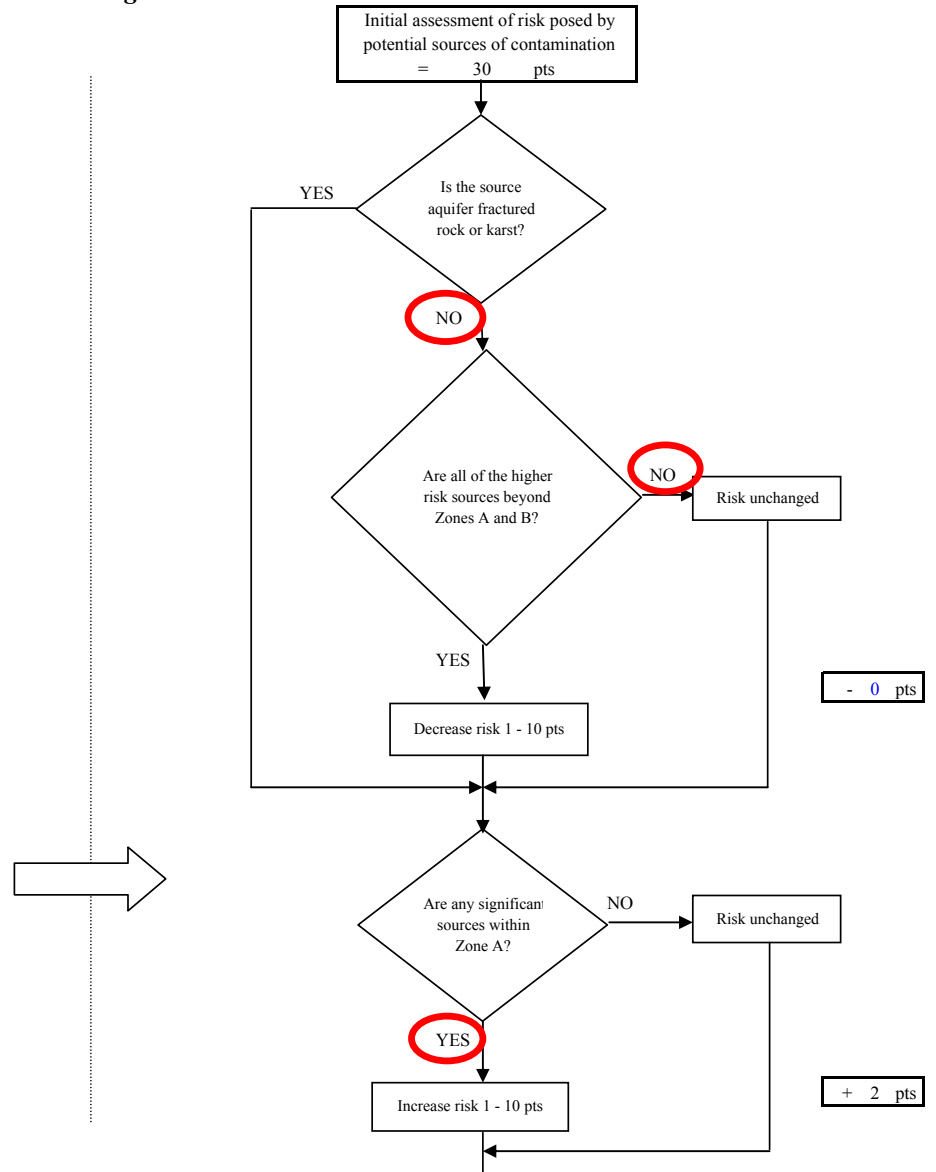 Initial assessment of risk posed by
potential sources of contamination
= 30 pts
YES
Is the source
aquifer fractured
rock or karst?
NO
Are all of the higher
risk sources beyond
Zones A and B?
NO
Risk unchanged
YES
- 0 pts
Decrease risk 1 - 10 pts
Are any significant
sources within
Zone A?
NO
Risk unchanged
YES
+ 2 pts
Increase risk 1 - 10 pts